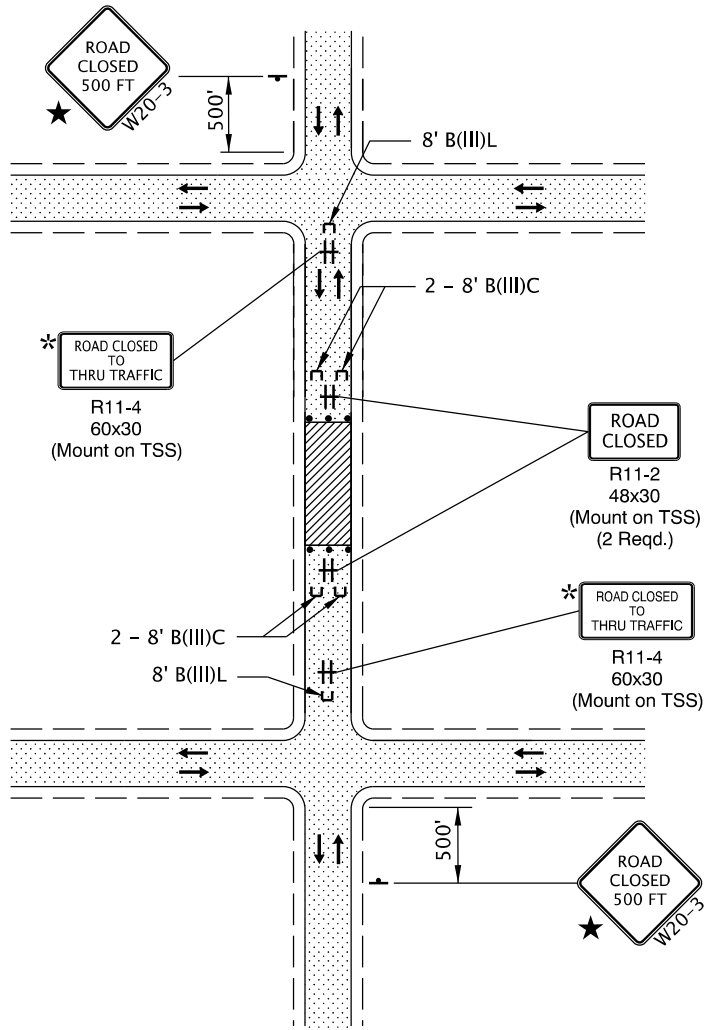 ROAD
CLOSED
500 FT
W20-3
★
500'
8' B(III)L
2 - 8' B(III)C
*
ROAD CLOSED
TO
THRU TRAFFIC
R11-4
60x30
(Mount on TSS)
ROAD
CLOSED
R11-2
48x30
(Mount on TSS)
(2 Reqd.)
*
ROAD CLOSED
TO
THRU TRAFFIC
R11-4
60x30
(Mount on TSS)
2 - 8' B(III)C
8' B(III)L
500'
ROAD
CLOSED
500 FT
W20-3
★